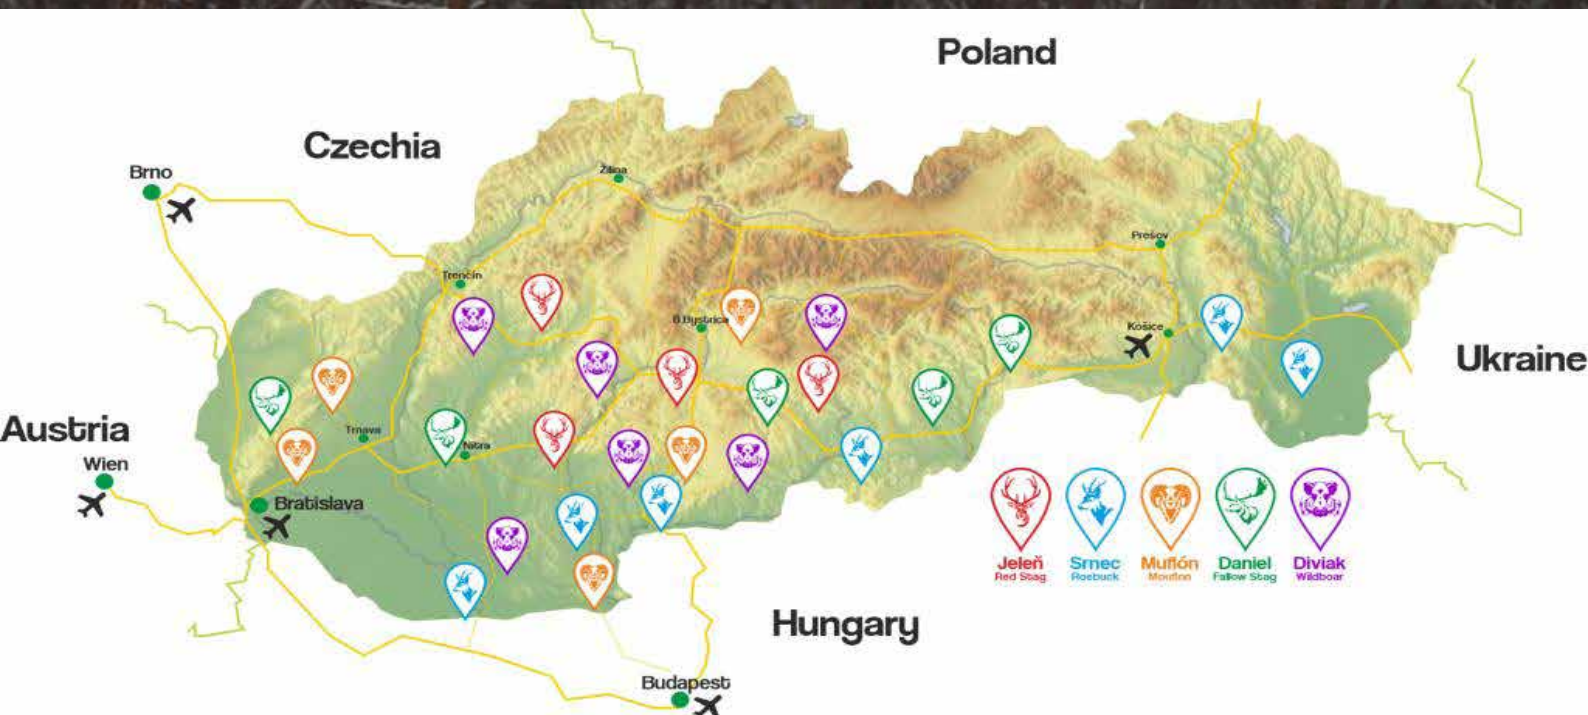 Poland
Czechia
Brno
Žilina
Prešov
Trenčín
B.Bystrica
Košice
Ukraine
Austria
Trnava
Nitra
Wien
Bratislava
Jeleň
Red Stag
Srnec
Roebuck
Muflón
Mouflon
Daniel
Fallow Stag
Diviak
Wildboar
Hungary
Budapest